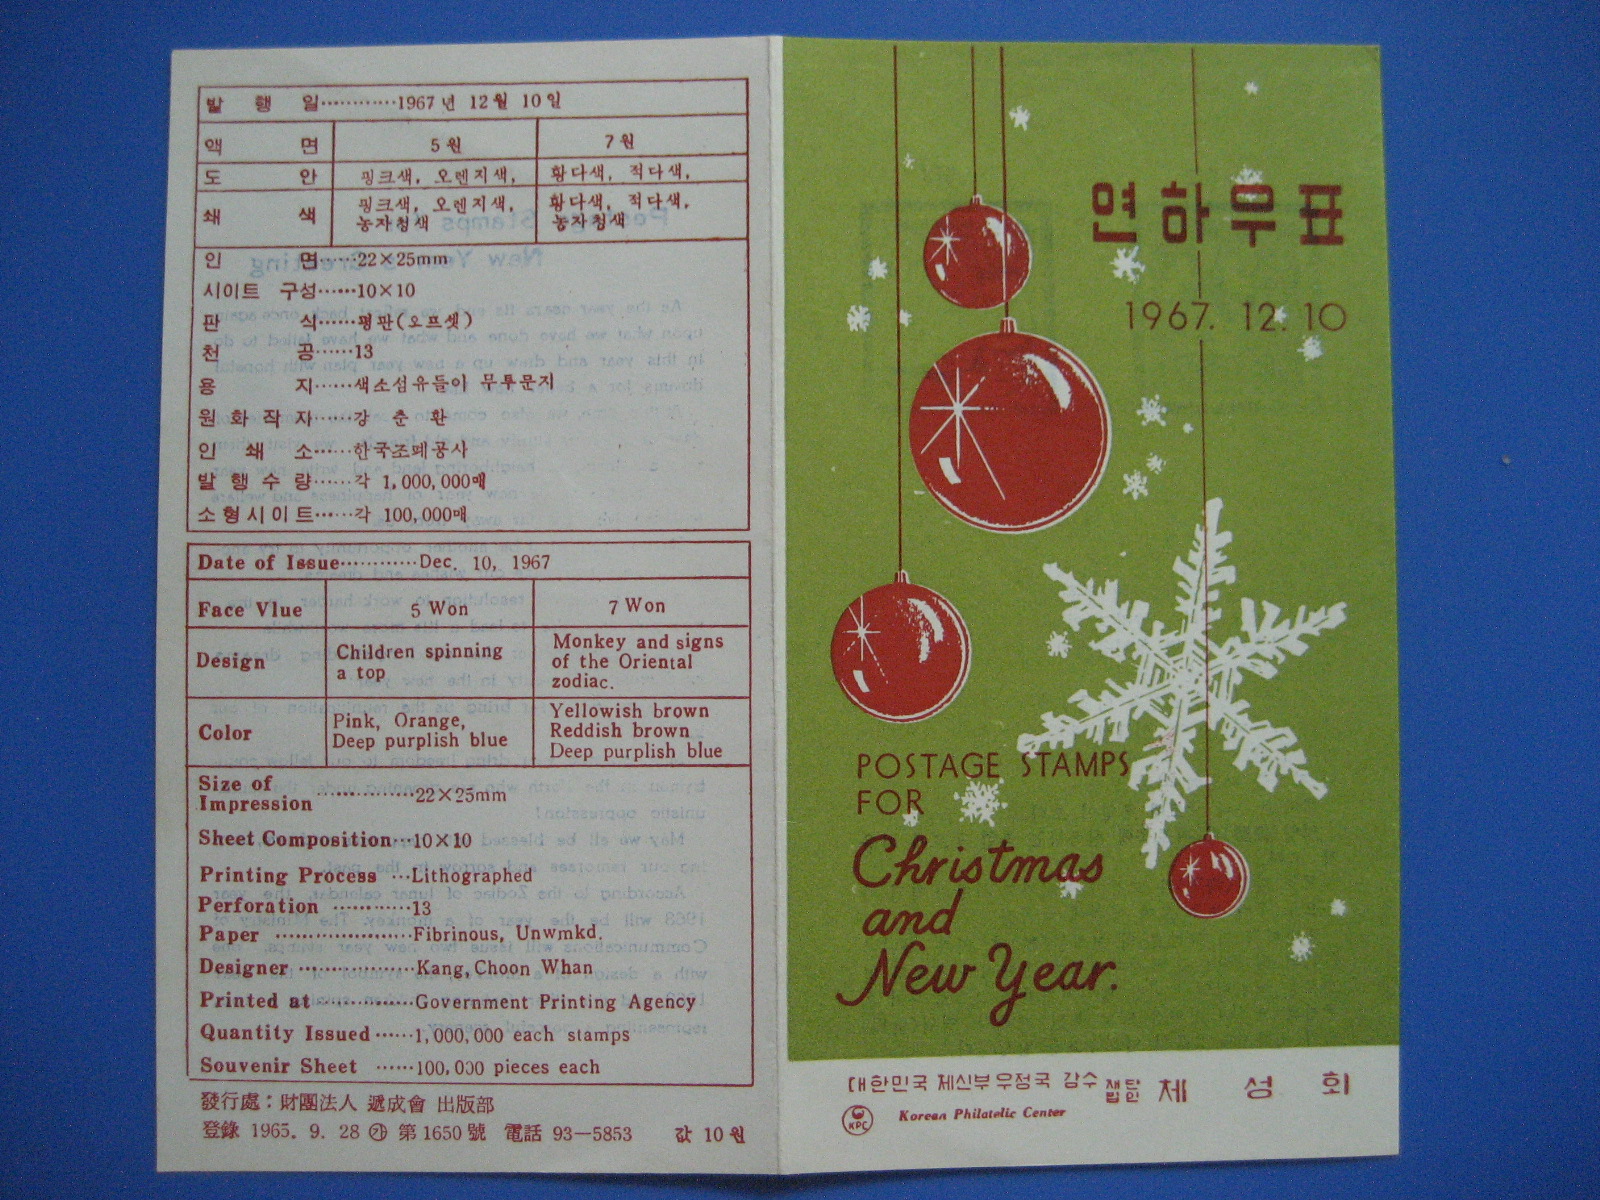 발 행 일············1967년 12월 10일
액 면 5원 7원
도 안 핑크색, 오렌지색, 황다색, 적다색,
쇄 색 핑크색, 오렌지색, 농자청색 황다색, 적다색, 농자청색
인 면······22×25mm
시이트 구성······10×10
판 식······평판(오프셋)
천 공······13
용 지······색소섬유들이 무투문지
원 화 작 자······강 춘 환
인 쇄 소······한국조폐공사
발 행 수 량······각 1,000,000매
소형시이트······각 100,000매
Date of Issue············Dec. 10, 1967
Face Vlue 5 Won 7 Won
Design Children spinning a top Monkey and signs of the Oriental zodiac.
Color Pink, Orange, Deep purplish blue Yellowish brown Reddish brown Deep purplish blue
Size of
Impression ···············22×25mm
Sheet Composition···10×10
Printing Process ···Lithographed
Perforation ············13
Paper ·····················Fibrinous, Unwmkd.
Designer ··················Kang, Choon Whan
Printed at ···············Government Printing Agency
Quantity Issued······1,000,000 each stamps
Souvenir Sheet ······100,000 pieces each
發行處:財團法人 遞成會 出版部
登錄 1965. 9. 28 ㉮ 第1650號 電話 93—5853 값 10원
연하우표
1967. 12. 10
POSTAGE STAMPS
FOR
Christmas
and
New Year.
대한민국 체신부 우정국 감수 재단법인 체 성 회
KPC Korean Philatelic Center